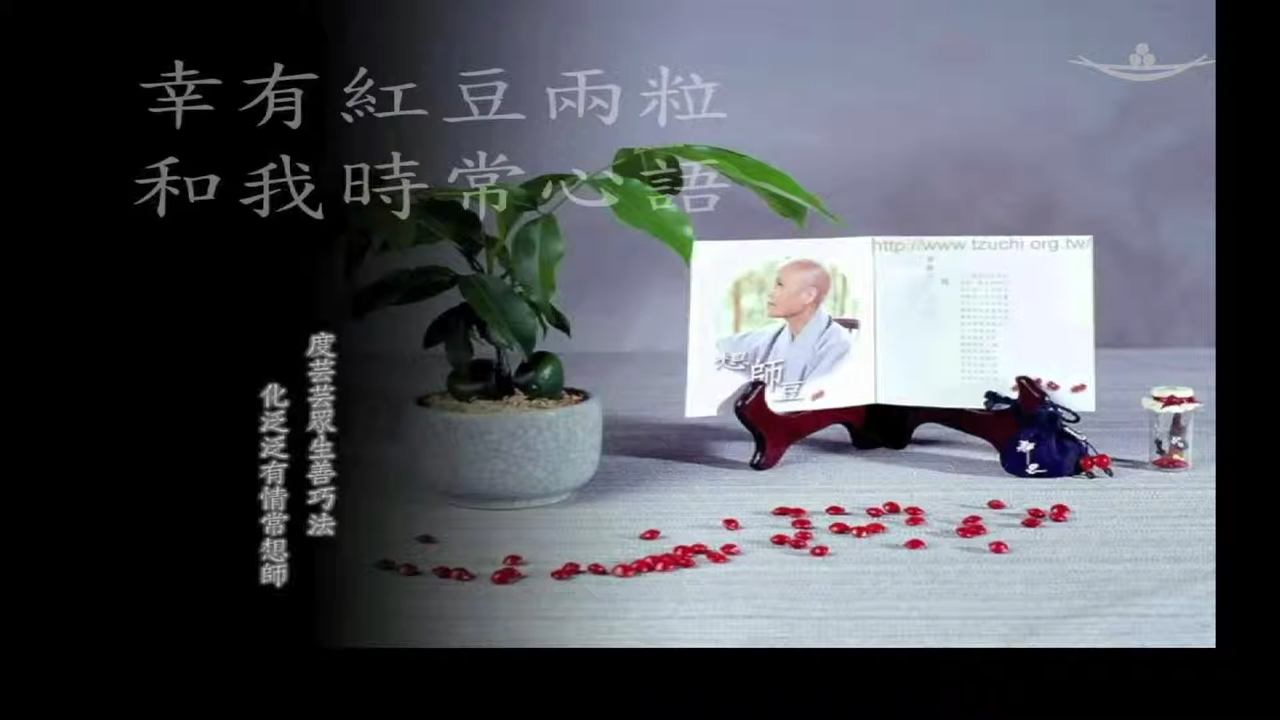 幸有紅豆兩粒
和我時常心語
度芸芸眾生善巧法
化泛泛有情常想師
http://www.tzuchi.org.tw/
想師豆